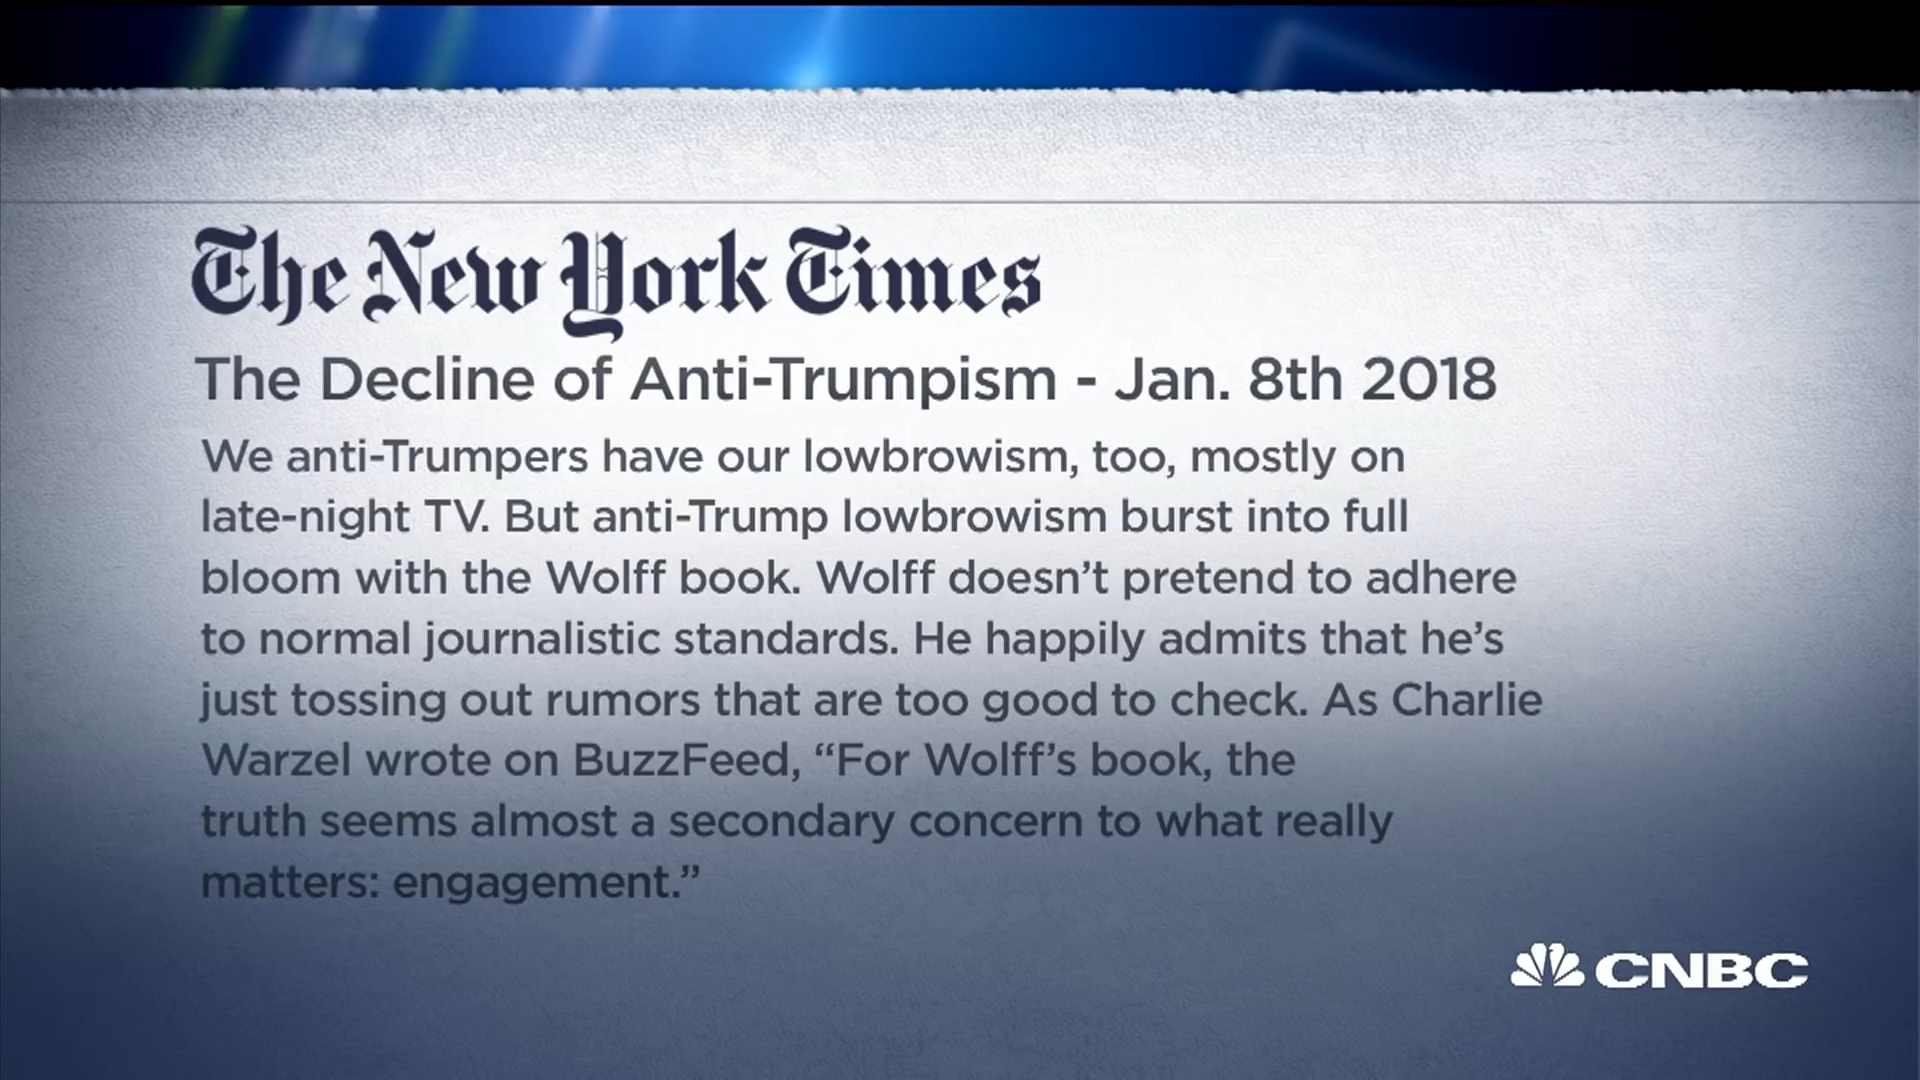 The New York Times
The Decline of Anti-Trumpism - Jan. 8th 2018
We anti-Trumpers have our lowbrowism, too, mostly on
late-night TV. But anti-Trump lowbrowism burst into full
bloom with the Wolff book. Wolff doesn’t pretend to adhere
to normal journalistic standards. He happily admits that he’s
just tossing out rumors that are too good to check. As Charlie
Warzel wrote on BuzzFeed, “For Wolff’s book, the
truth seems almost a secondary concern to what really
matters: engagement.”
CNBC